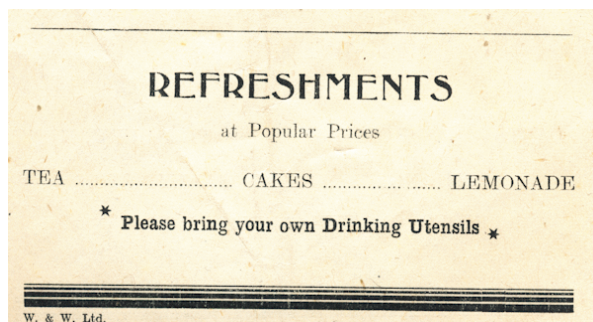 REFRESHMENTS
at Popular Prices
TEA ................................ CAKES ............. ... ....... LEMONADE
* Please bring your own Drinking Utensils *
W. & W. Ltd.